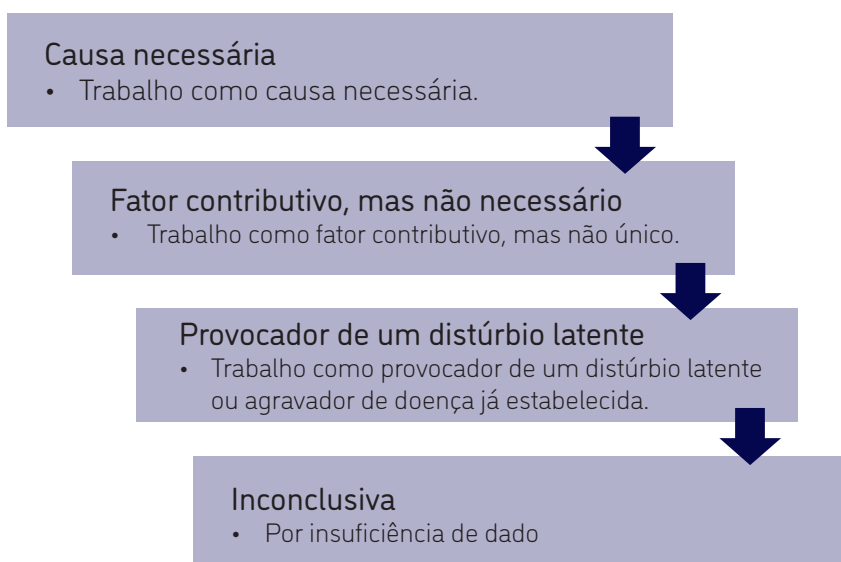 Causa necessária
• Trabalho como causa necessária.
Fator contributivo, mas não necessário
• Trabalho como fator contributivo, mas não único.
Provocador de um distúrbio latente
• Trabalho como provocador de um distúrbio latente
ou agravador de doença já estabelecida.
Inconclusiva
• Por insuficiência de dado